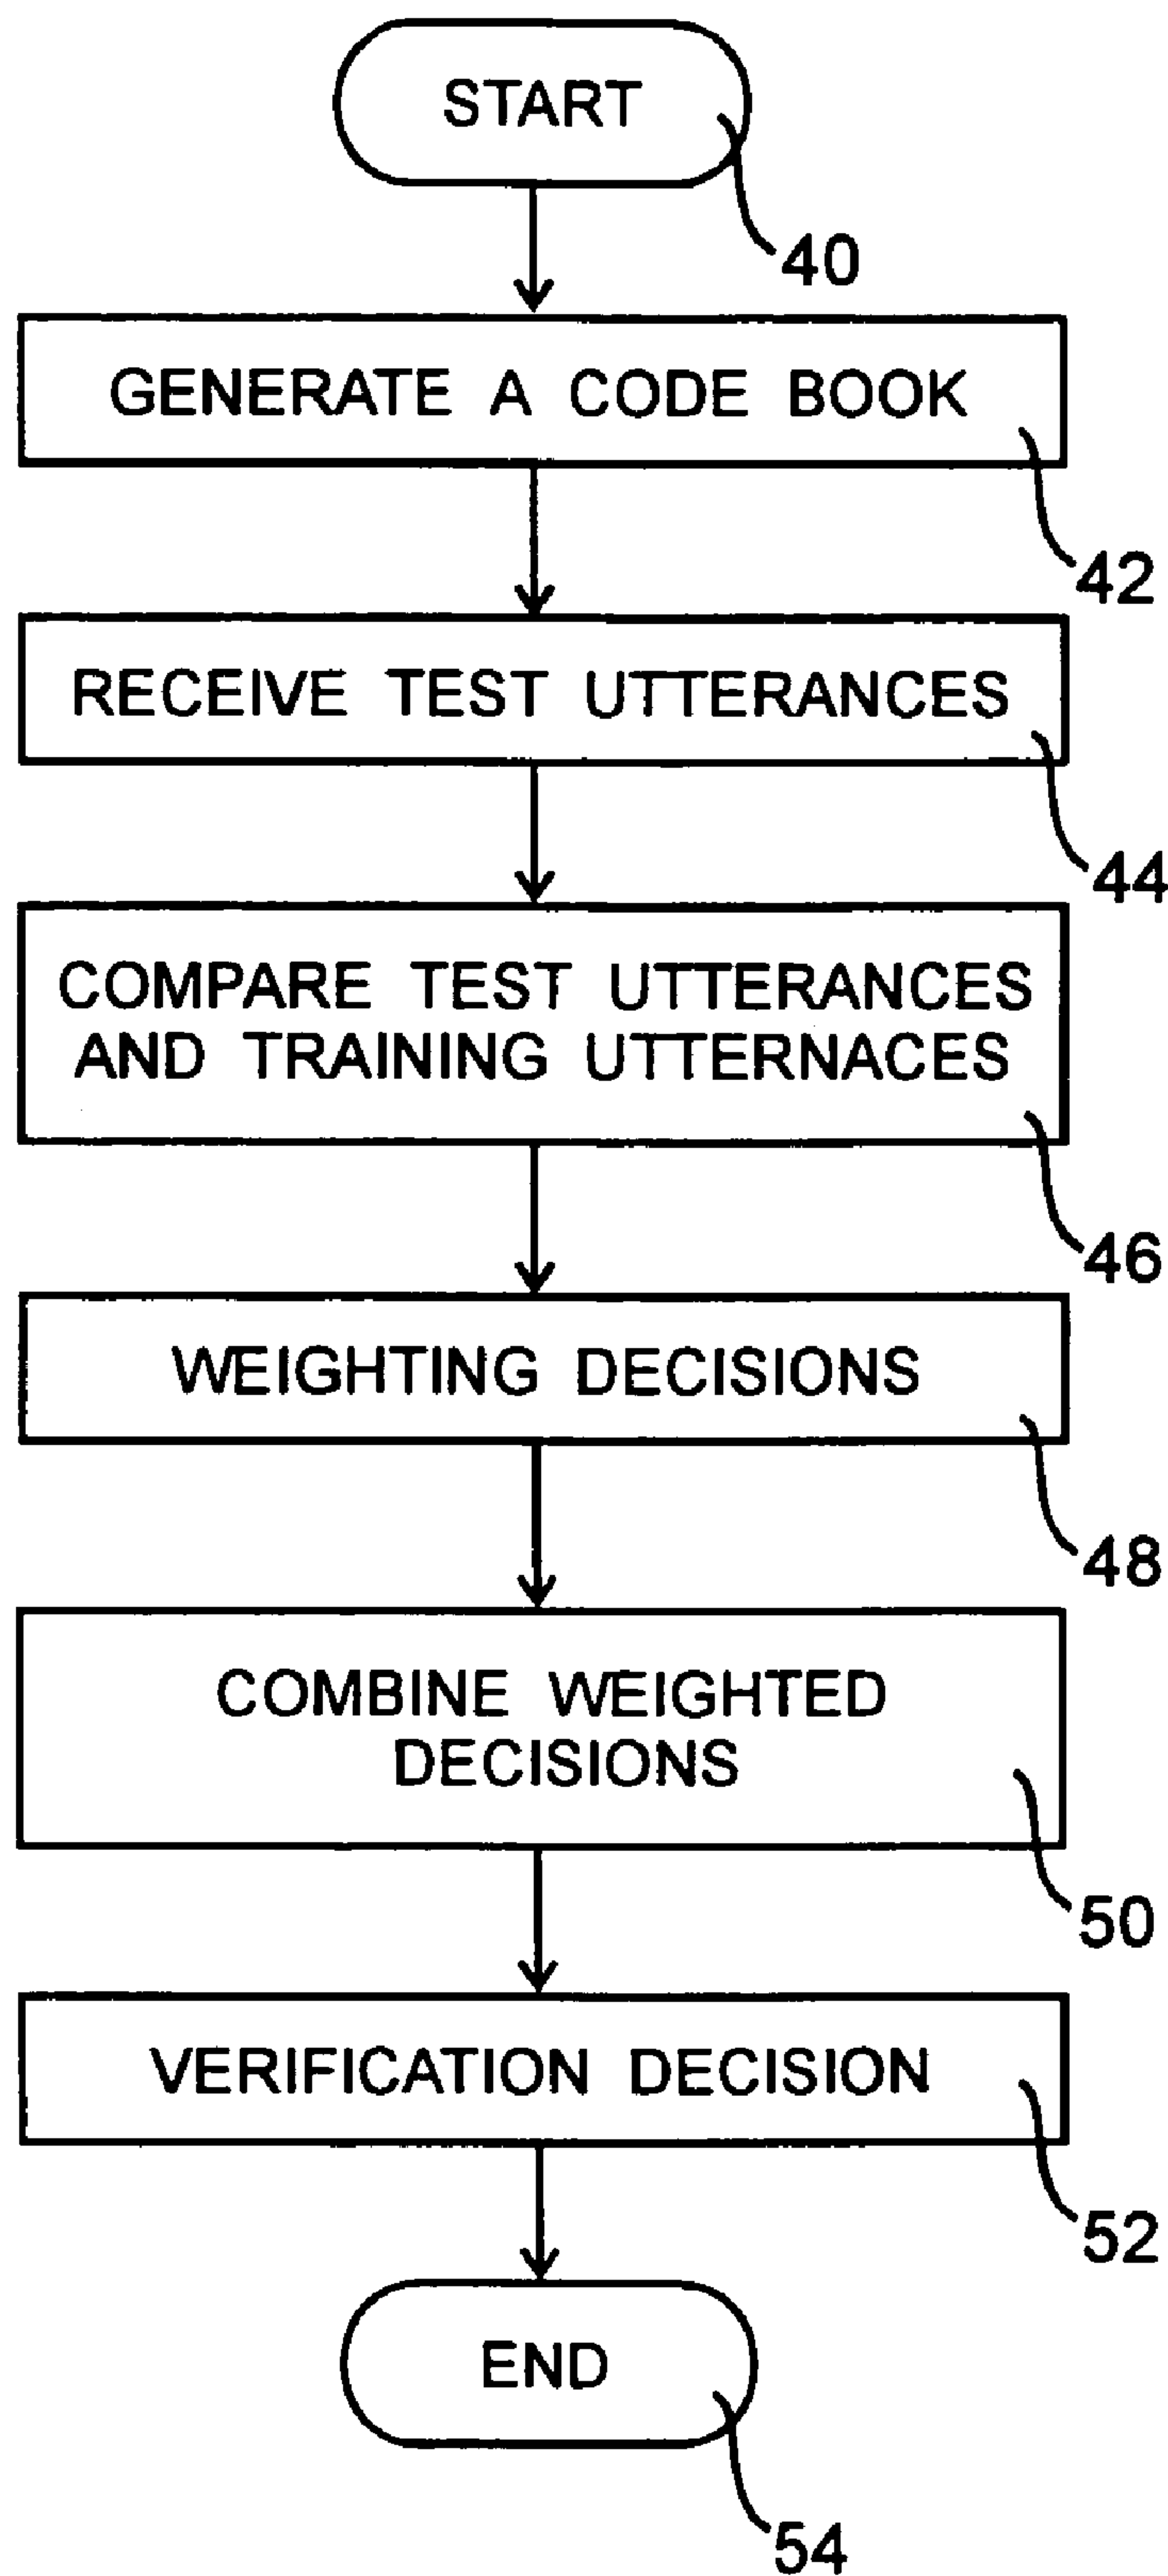 START
40
GENERATE A CODE BOOK
42
RECEIVE TEST UTTERANCES
44
COMPARE TEST UTTERANCES
AND TRAINING UTTERNACES
46
WEIGHTING DECISIONS
48
COMBINE WEIGHTED
DECISIONS
50
VERIFICATION DECISION
52
END
54